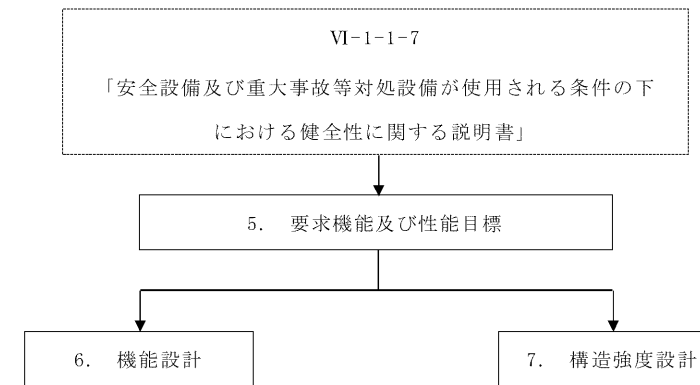 Ⅵ-1-1-7
「安全設備及び重大事故等対処設備が使用される条件の下
における健全性に関する説明書」
5. 要求機能及び性能目標
6. 機能設計
7. 構造強度設計